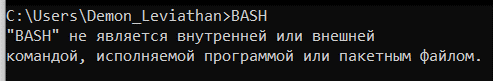 C:\Users\Demon_Leviathan>BASH
"BASH" не является внутренней или внешней
командой, исполняемой программой или пакетным файлом.